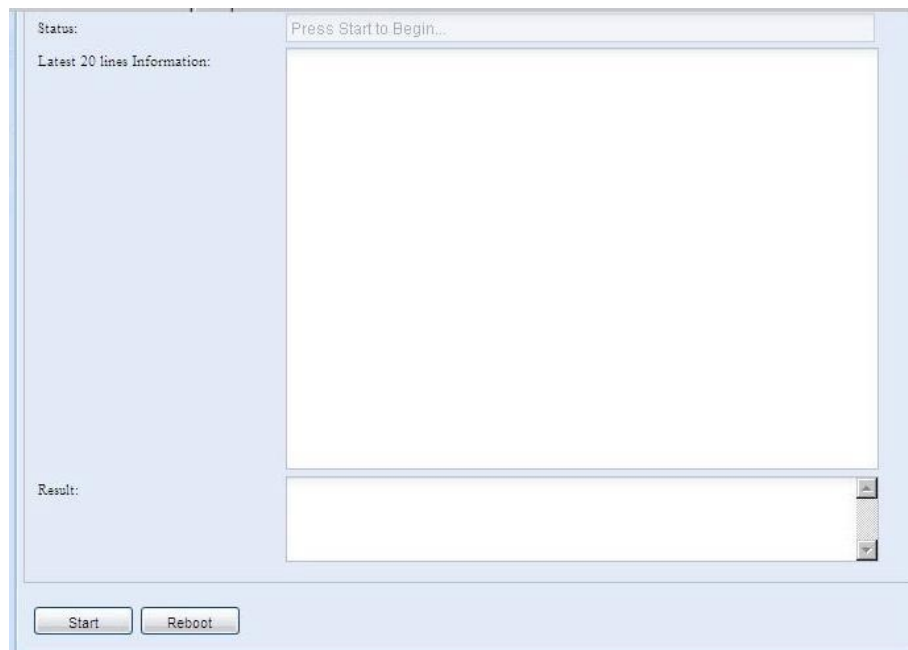 Status:
Press Start to Begin...
Latest 20 lines Information:
Result:
Start
Reboot